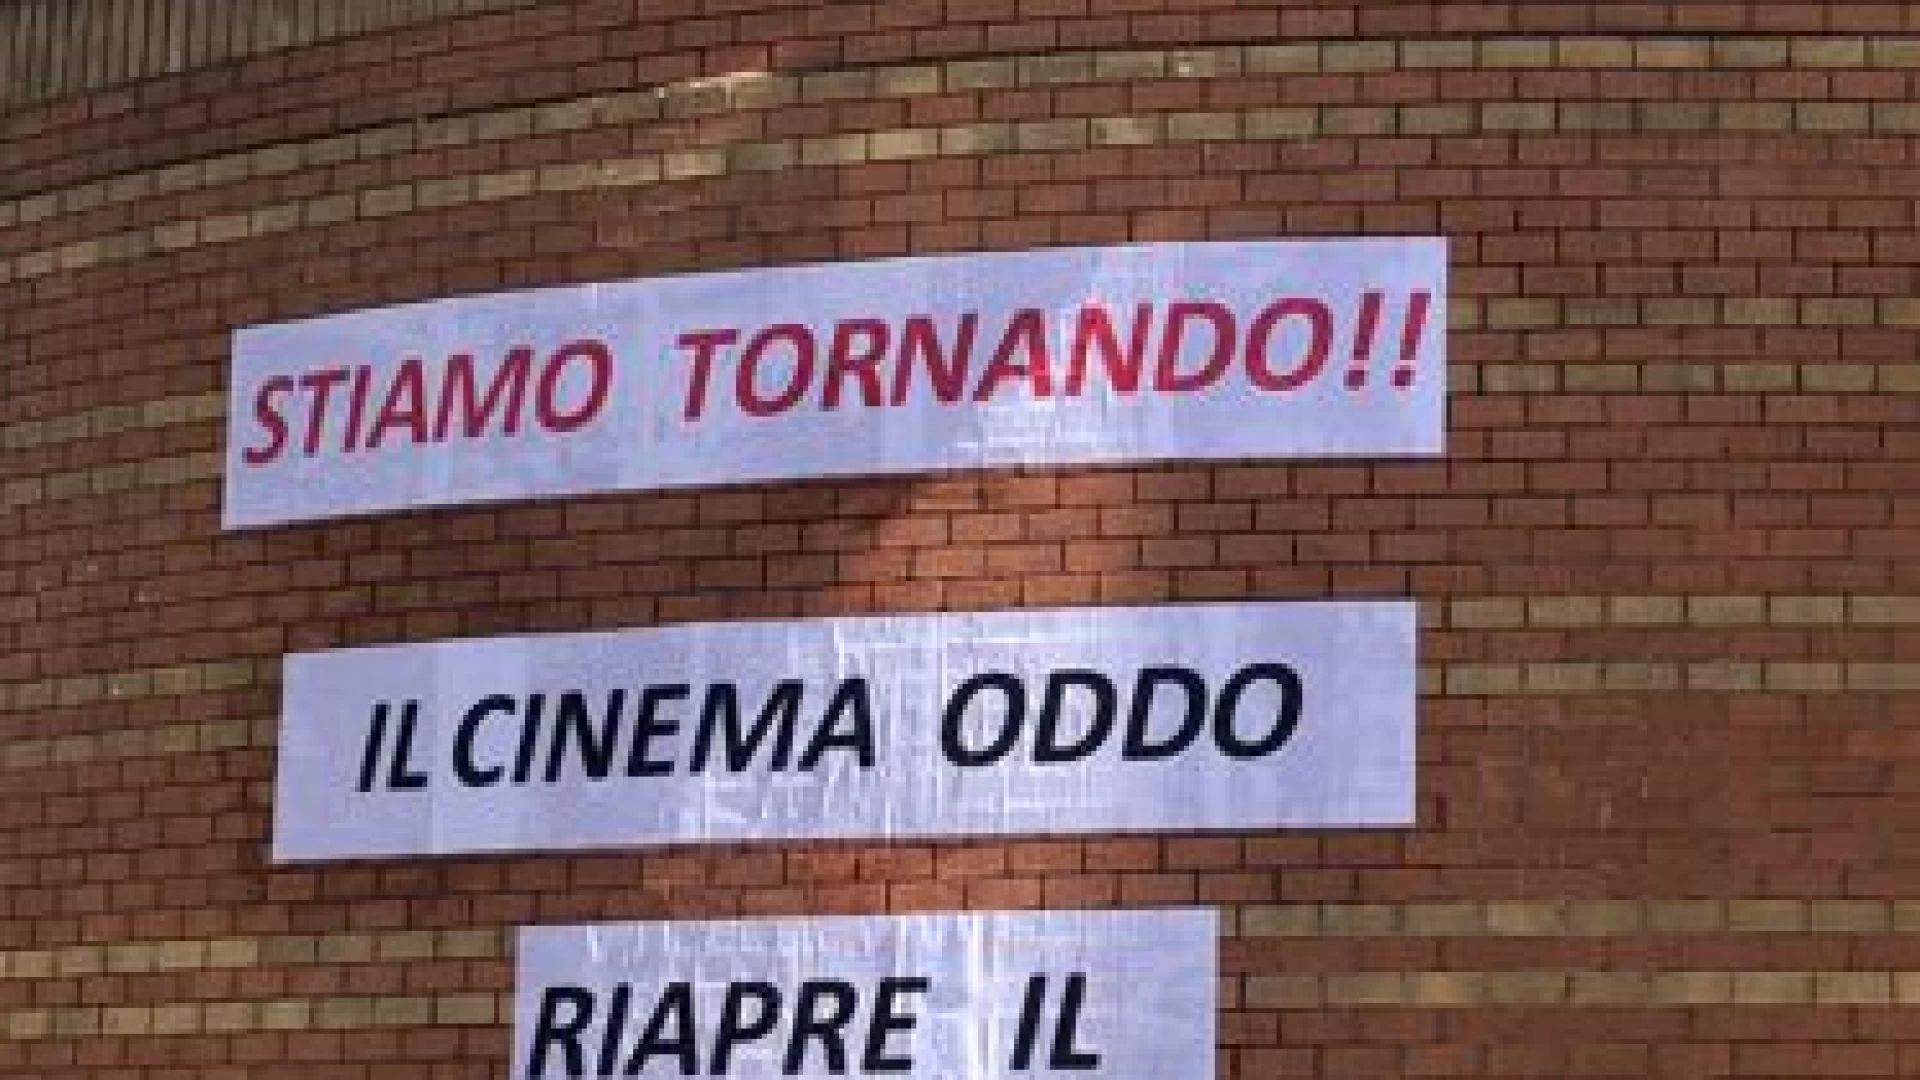 STIAMO TORNANDO!!
IL CINEMA ODDO
RIAPRE IL